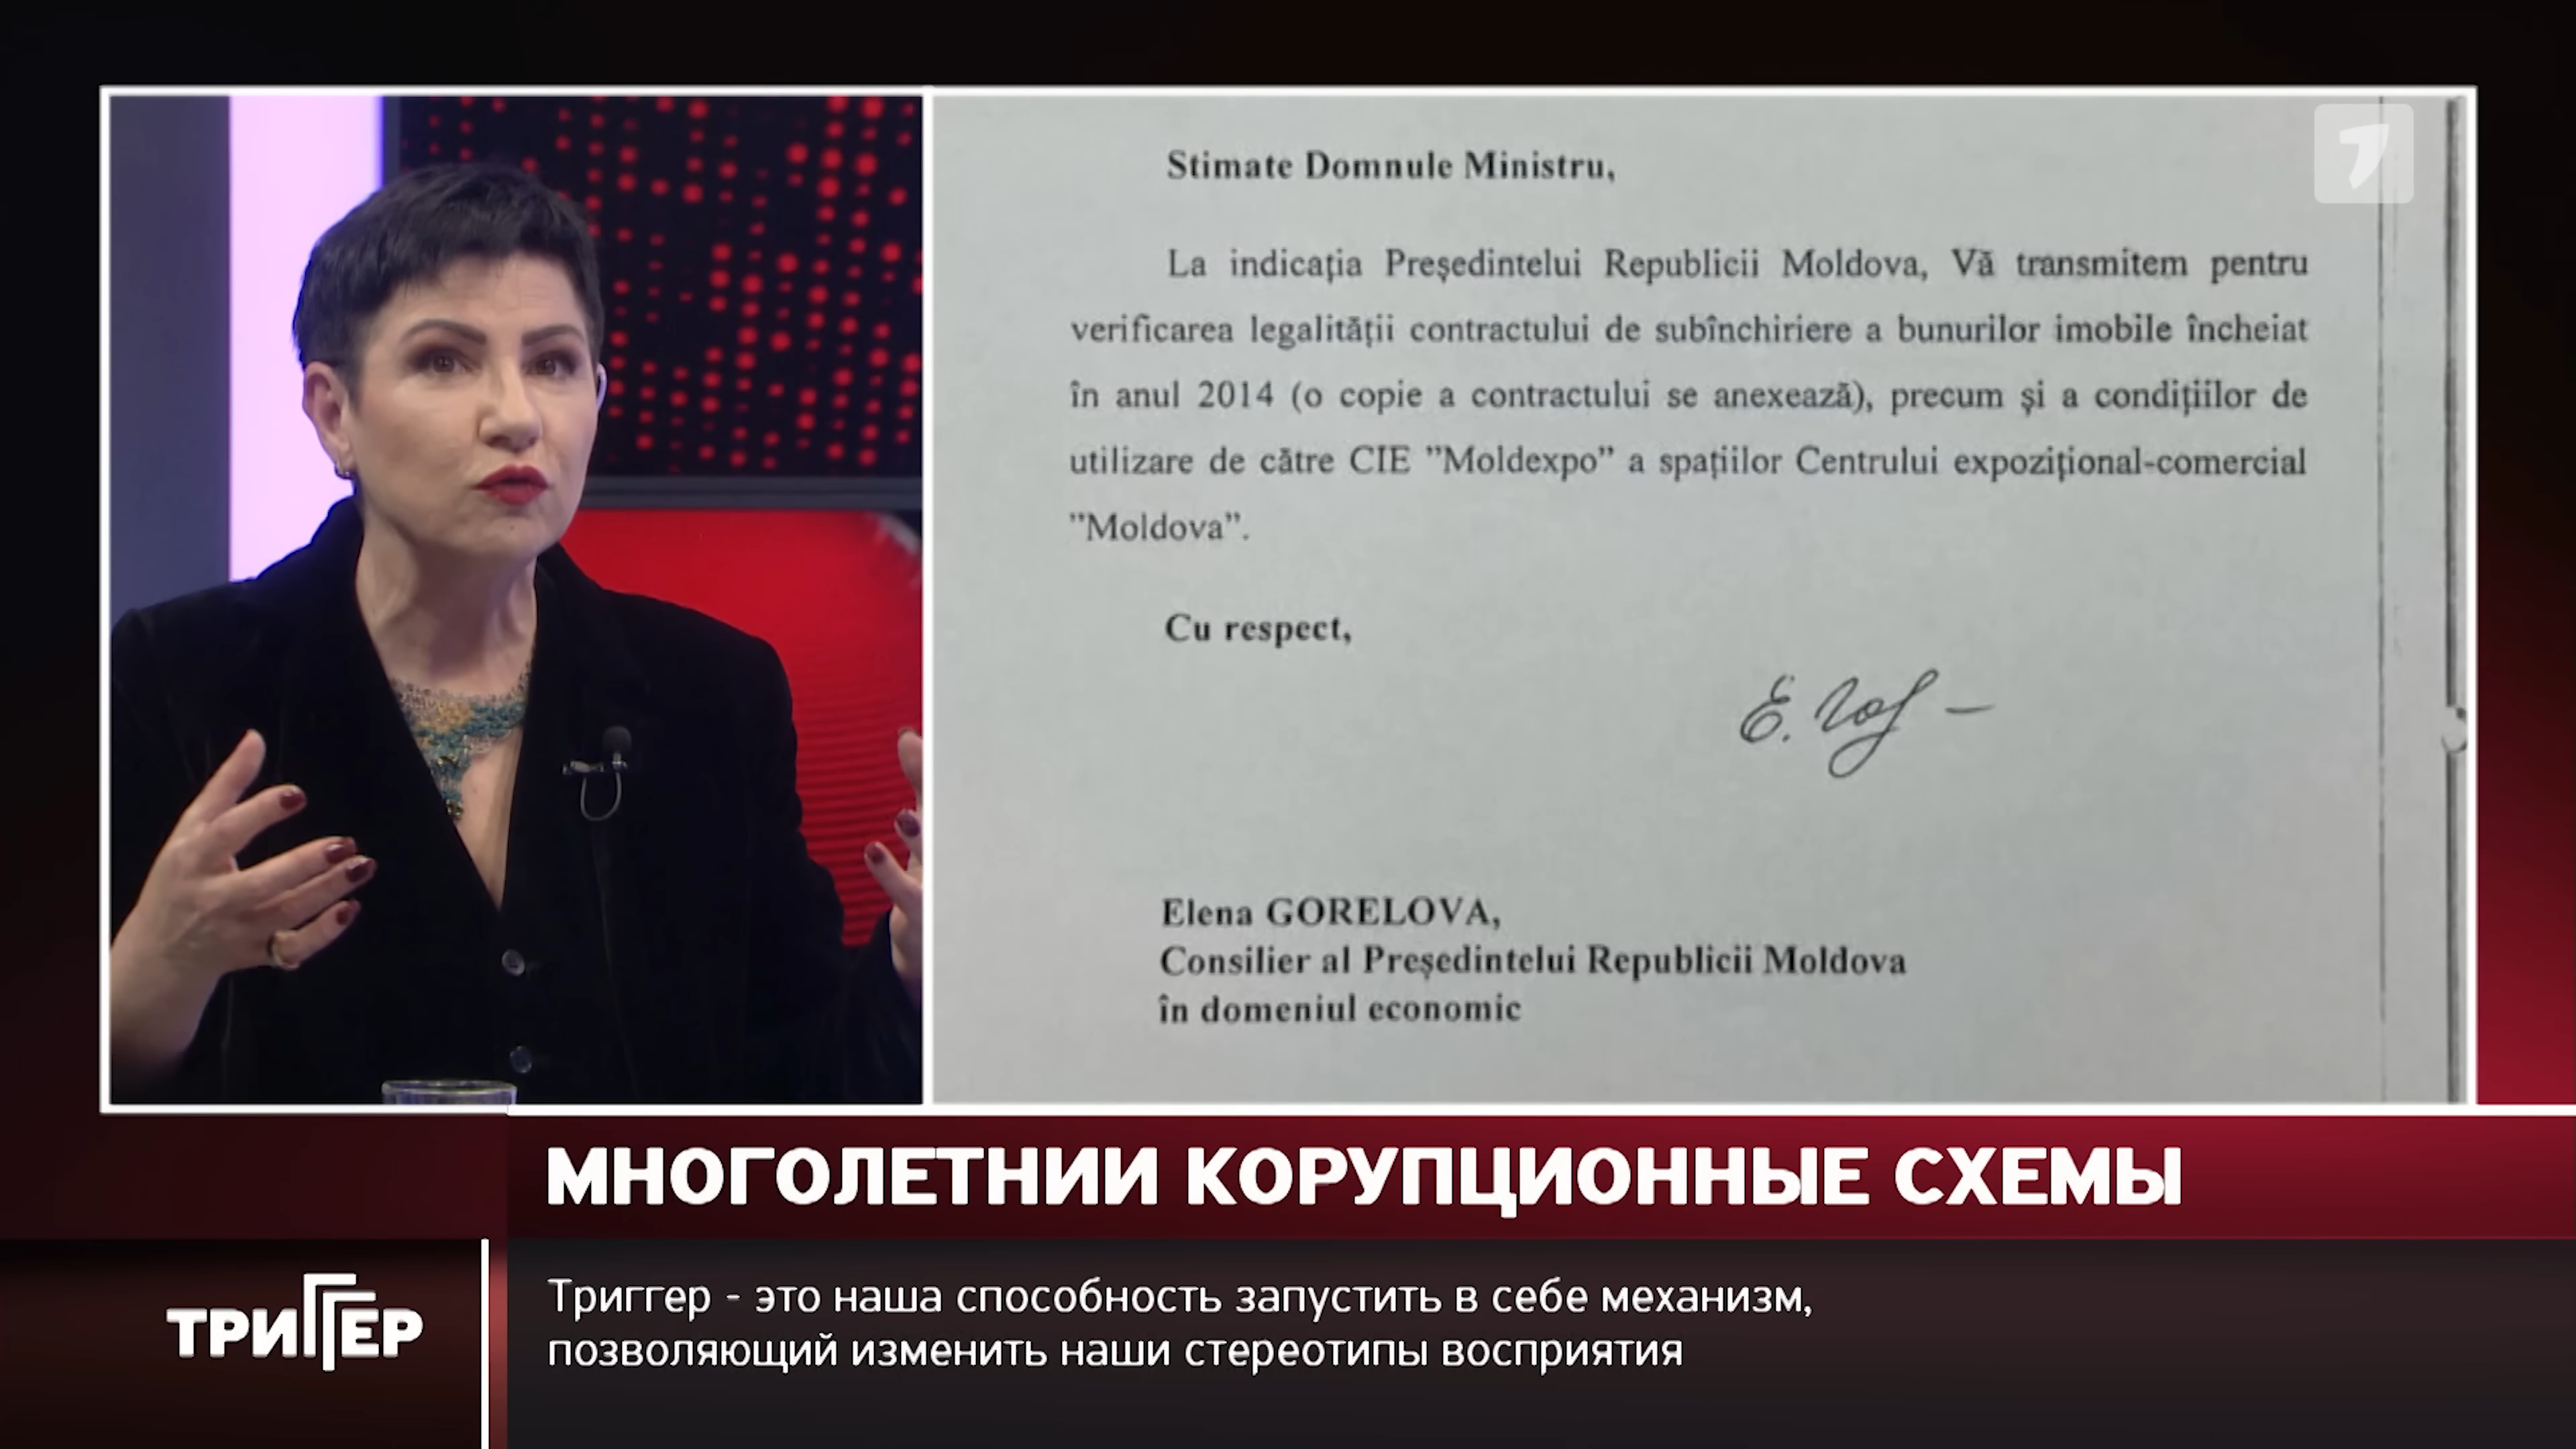 Stimate Domnule Ministru,
La indicația Președintelui Republicii Moldova, Vă transmitem pentru
verificarea legalității contractului de subînchiriere a bunurilor imobile încheiat
în anul 2014 (o copie a contractului se anexează), precum și a condițiilor de
utilizare de către CIE ”Moldexpo” a spațiilor Centrului expozițional-comercial
”Moldova”.
Cu respect,
Elena GORELOVA,
Consilier al Președintelui Republicii Moldova
în domeniul economic
МНОГОЛЕТНИИ КОРУПЦИОННЫЕ СХЕМЫ
ТРИГГЕР
Триггер - это наша способность запустить в себе механизм,
позволяющий изменить наши стереотипы восприятия